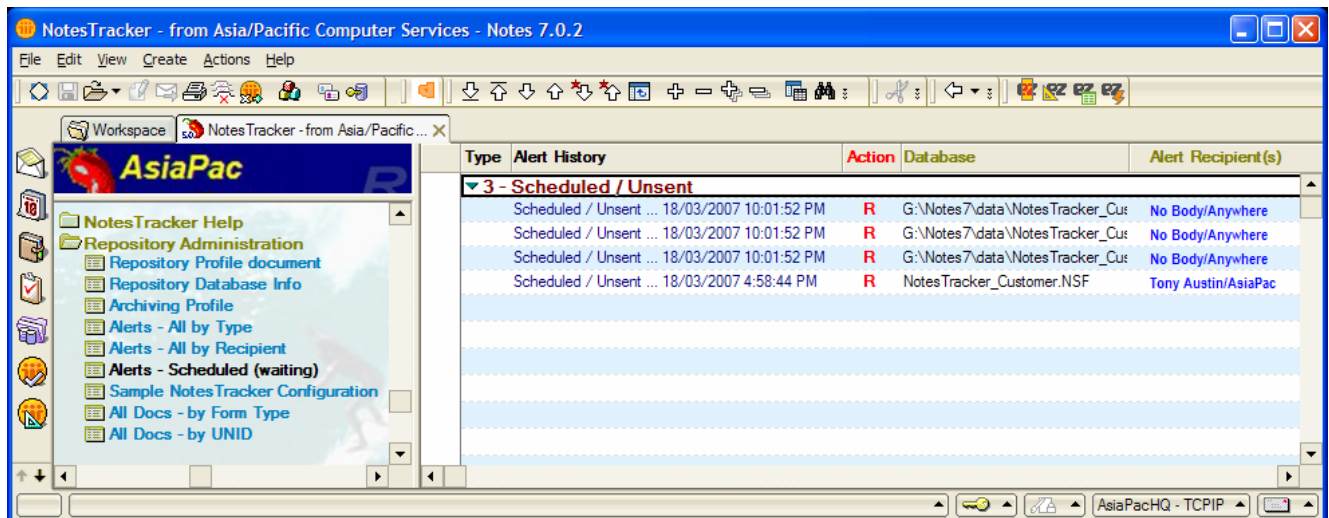 NotesTracker - from Asia/Pacific Computer Services - Notes 7.0.2
File Edit View Create Actions Help
Workspace NotesTracker - from Asia/Pacific ...
AsiaPac
NotesTracker Help
Repository Administration
Repository Profile document
Repository Database Info
Archiving Profile
Alerts - All by Type
Alerts - All by Recipient
Alerts - Scheduled (waiting)
Sample NotesTracker Configuration
All Docs - by Form Type
All Docs - by UNID
Type Alert History Action Database Alert Recipient(s)
3 - Scheduled / Unsent
Scheduled / Unsent ... 18/03/2007 10:01:52 PM R G:\Notes7\data\NotesTracker_Cus No Body/Anywhere
Scheduled / Unsent ... 18/03/2007 10:01:52 PM R G:\Notes7\data\NotesTracker_Cus No Body/Anywhere
Scheduled / Unsent ... 18/03/2007 10:01:52 PM R G:\Notes7\data\NotesTracker_Cus No Body/Anywhere
Scheduled / Unsent ... 18/03/2007 4:58:44 PM R NotesTracker_Customer.NSF Tony Austin/AsiaPac
AsiaPacHQ - TCPIP